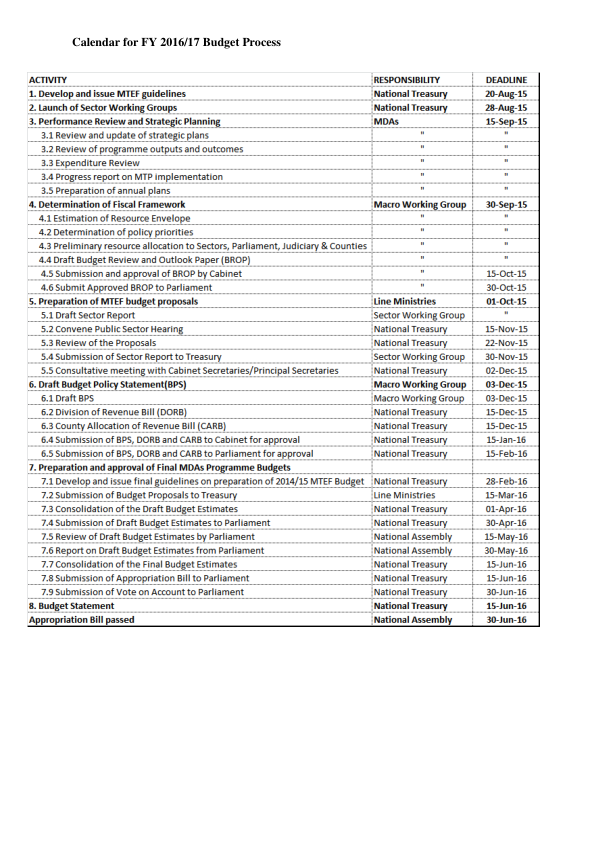 Calendar for FY 2016/17 Budget Process
ACTIVITY RESPONSIBILITY DEADLINE
1. Develop and issue MTEF guidelines National Treasury 20-Aug-15
2. Launch of Sector Working Groups National Treasury 28-Aug-15
3. Performance Review and Strategic Planning MDAs 15-Sep-15
3.1 Review and update of strategic plans " "
3.2 Review of programme outputs and outcomes " "
3.3 Expenditure Review " "
3.4 Progress report on MTP implementation " "
3.5 Preparation of annual plans " "
4. Determination of Fiscal Framework Macro Working Group 30-Sep-15
4.1 Estimation of Resource Envelope " "
4.2 Determination of policy priorities " "
4.3 Preliminary resource allocation to Sectors, Parliament, Judiciary & Counties " "
4.4 Draft Budget Review and Outlook Paper (BROP) " "
4.5 Submission and approval of BROP by Cabinet " 15-Oct-15
4.6 Submit Approved BROP to Parliament " 30-Oct-15
5. Preparation of MTEF budget proposals Line Ministries 01-Oct-15
5.1 Draft Sector Report Sector Working Group "
5.2 Convene Public Sector Hearing National Treasury 15-Nov-15
5.3 Review of the Proposals National Treasury 22-Nov-15
5.4 Submission of Sector Report to Treasury Sector Working Group 30-Nov-15
5.5 Consultative meeting with Cabinet Secretaries/Principal Secretaries National Treasury 02-Dec-15
6. Draft Budget Policy Statement(BPS) Macro Working Group 03-Dec-15
6.1 Draft BPS Macro Working Group 03-Dec-15
6.2 Division of Revenue Bill (DORB) National Treasury 15-Dec-15
6.3 County Allocation of Revenue Bill (CARB) National Treasury 15-Dec-15
6.4 Submission of BPS, DORB and CARB to Cabinet for approval National Treasury 15-Jan-16
6.5 Submission of BPS, DORB and CARB to Parliament for approval National Treasury 15-Feb-16
7. Preparation and approval of Final MDAs Programme Budgets
7.1 Develop and issue final guidelines on preparation of 2014/15 MTEF Budget National Treasury 28-Feb-16
7.2 Submission of Budget Proposals to Treasury Line Ministries 15-Mar-16
7.3 Consolidation of the Draft Budget Estimates National Treasury 01-Apr-16
7.4 Submission of Draft Budget Estimates to Parliament National Treasury 30-Apr-16
7.5 Review of Draft Budget Estimates by Parliament National Assembly 15-May-16
7.6 Report on Draft Budget Estimates from Parliament National Assembly 30-May-16
7.7 Consolidation of the Final Budget Estimates National Treasury 15-Jun-16
7.8 Submission of Appropriation Bill to Parliament National Treasury 15-Jun-16
7.9 Submission of Vote on Account to Parliament National Treasury 30-Jun-16
8. Budget Statement National Treasury 15-Jun-16
Appropriation Bill passed National Assembly 30-Jun-16